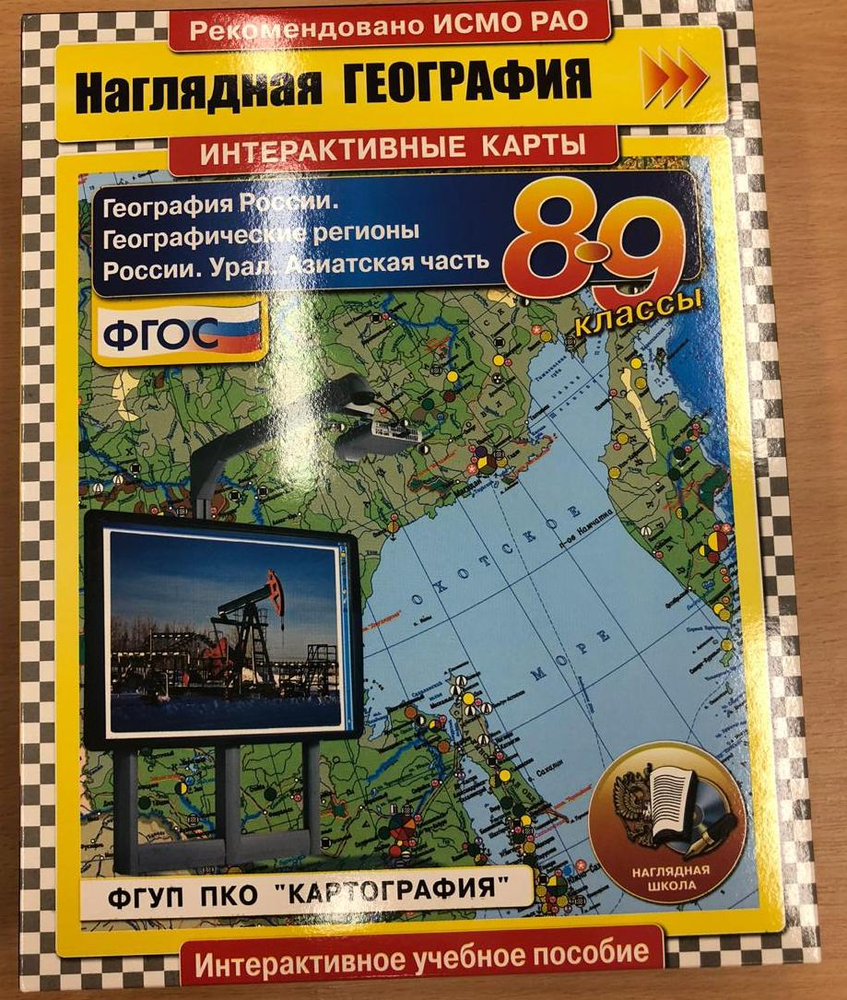 Рекомендовано ИСМО РАО
Наглядная ГЕОГРАФИЯ
ИНТЕРАКТИВНЫЕ КАРТЫ
География России.
Географические регионы
России. Урал. Азиатская часть
8-9
классы
ФГОС
Магадан
ОХОТСКОЕ
п-ов Камчатка
МОРЕ
о. Сахалин
НАГЛЯДНАЯ
ШКОЛА
ФГУП ПКО "КАРТОГРАФИЯ"
Интерактивное учебное пособие